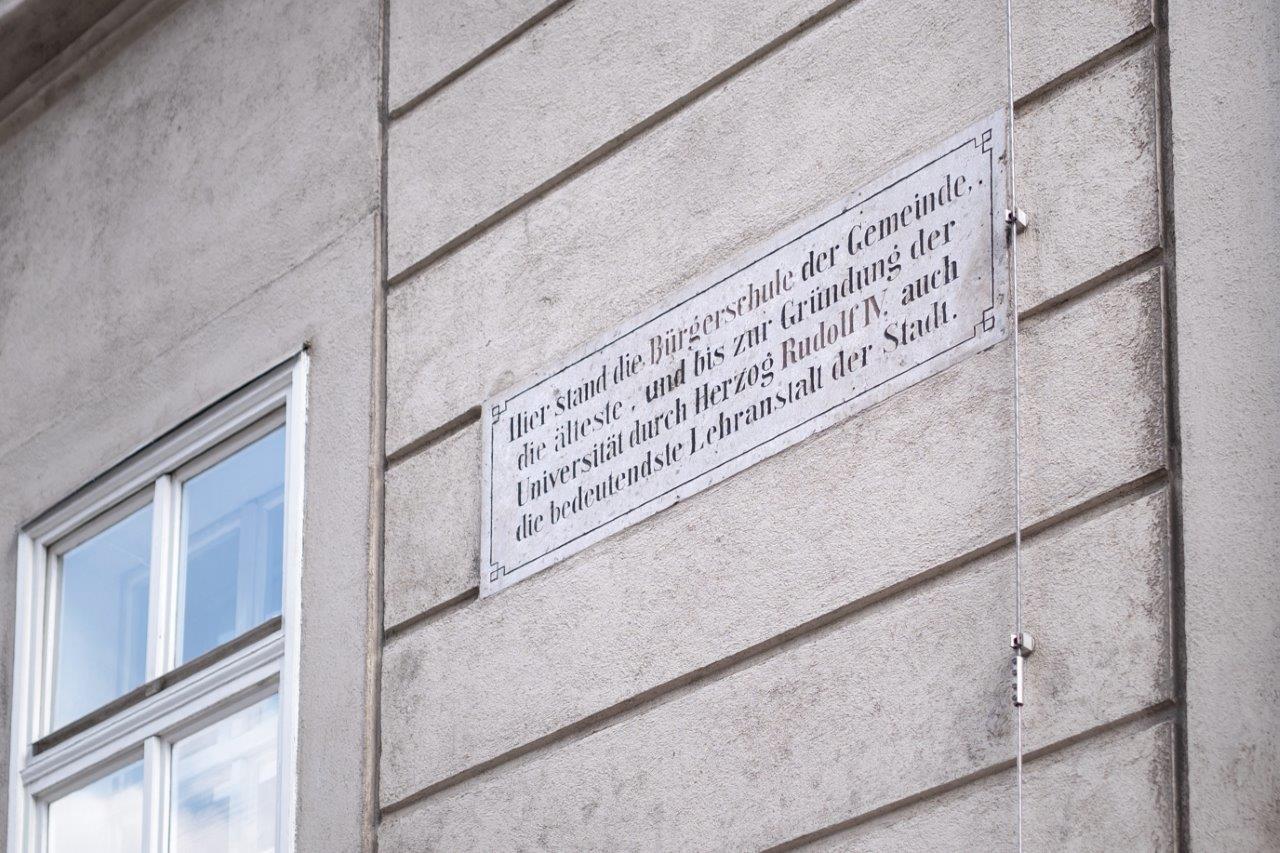 Hier stand die Bürgerschule der Gemeinde,
die älteste, und bis zur Gründung der
Universität durch Herzog Rudolf IV. auch
die bedeutendste Lehranstalt der Stadt.